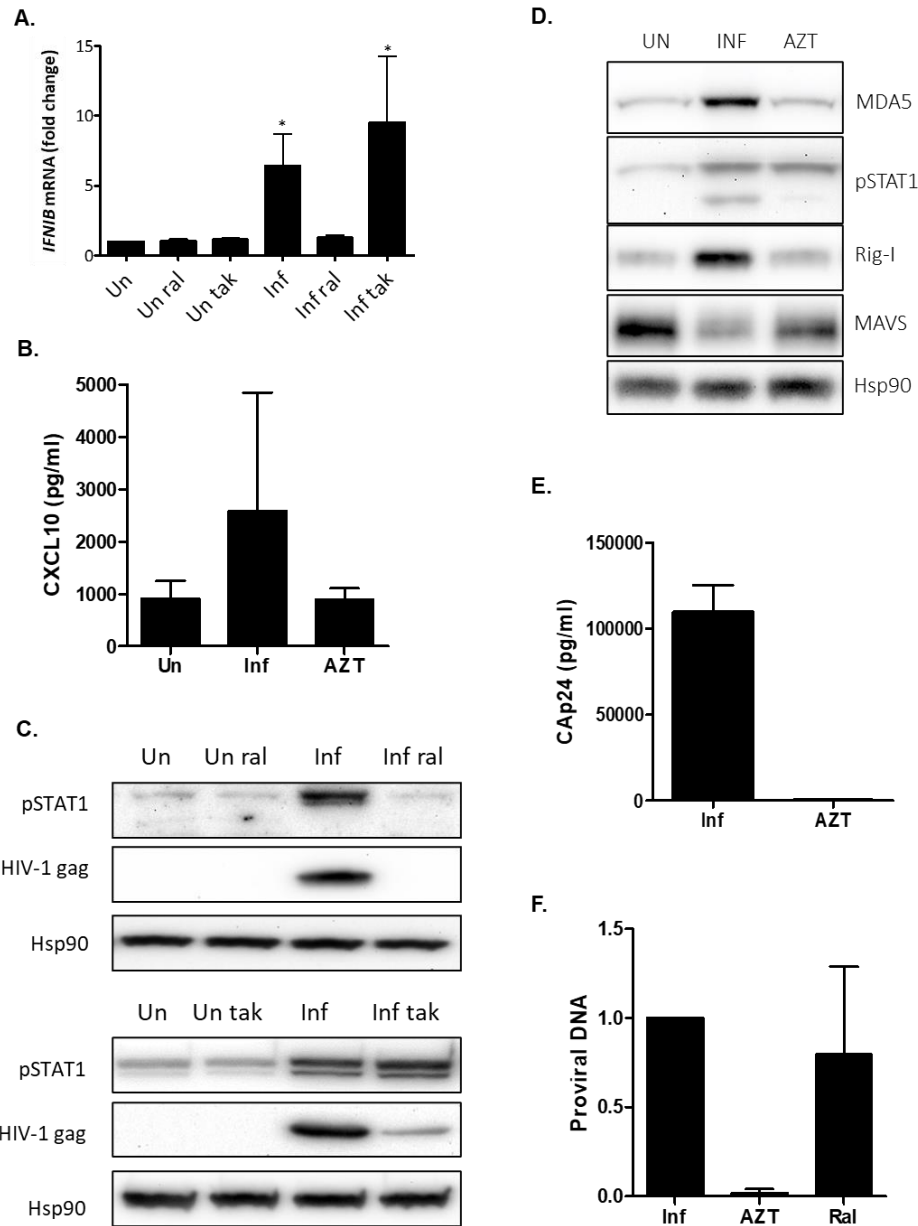 A.
IFNIB mRNA (fold change)
15
10
5
1
0
*
*
Un
Un ral
Un tak
Inf
Inf ral
Inf tak
B.
CXCL10 (pg/ml)
5000
4000
3000
2000
1000
0
Un Inf AZT
C.
Un Un ral Inf Inf ral
pSTAT1
HIV-1 gag
Hsp90
Un Un tak Inf Inf tak
pSTAT1
HIV-1 gag
Hsp90
D.
UN INF AZT
MDA5
pSTAT1
Rig-I
MAVS
Hsp90
E.
CAp24 (pg/ml)
150000
100000
50000
0
Inf AZT
F.
Proviral DNA
1.5
1.0
0.5
0.0
Inf AZT Ral